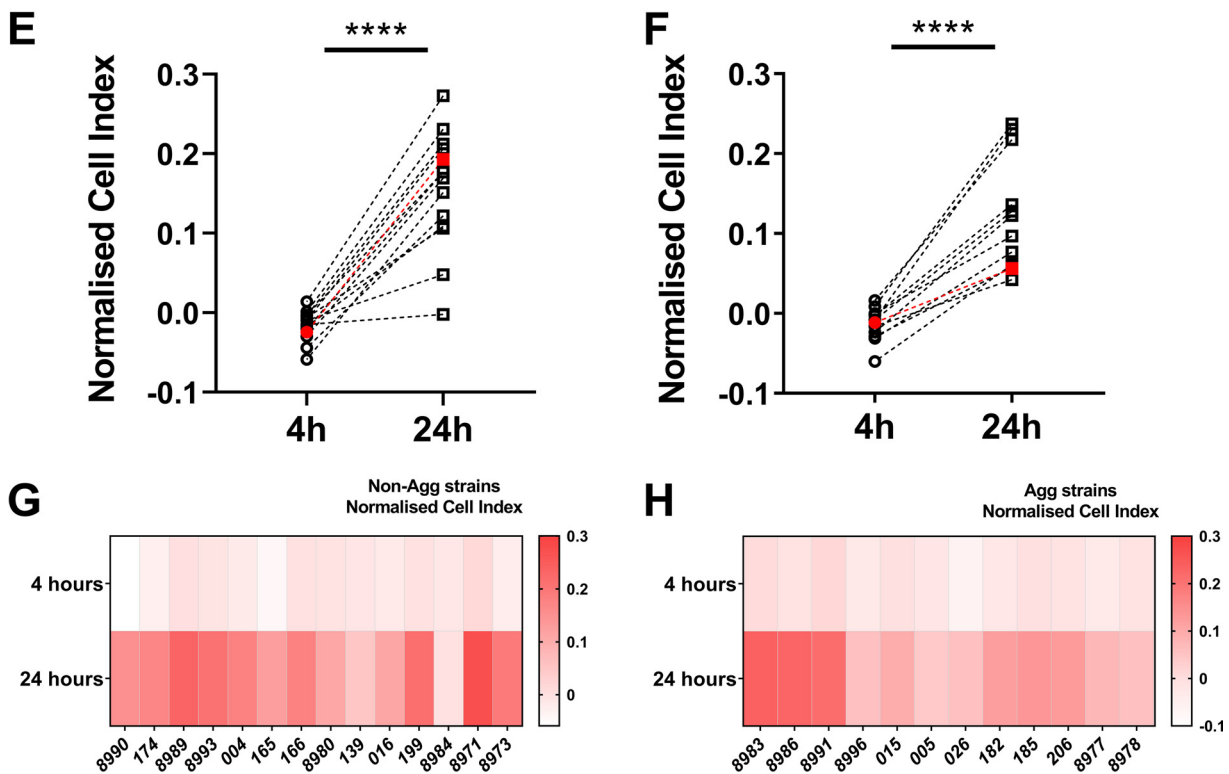 E
****
Normalised Cell Index
0.3
0.2
0.1
0.0
-0.1
4h 24h
F
****
Normalised Cell Index
0.3
0.2
0.1
0.0
-0.1
4h 24h
G
Non-Agg strains
Normalised Cell Index
4 hours
24 hours
8990 174 8989 8993 004 165 166 8980 139 016 199 8984 8971 8973
0.3
0.2
0.1
0
H
Agg strains
Normalised Cell Index
4 hours
24 hours
8983 8986 8991 8996 015 005 026 182 185 206 8977 8978
0.3
0.2
0.1
0
-0.1